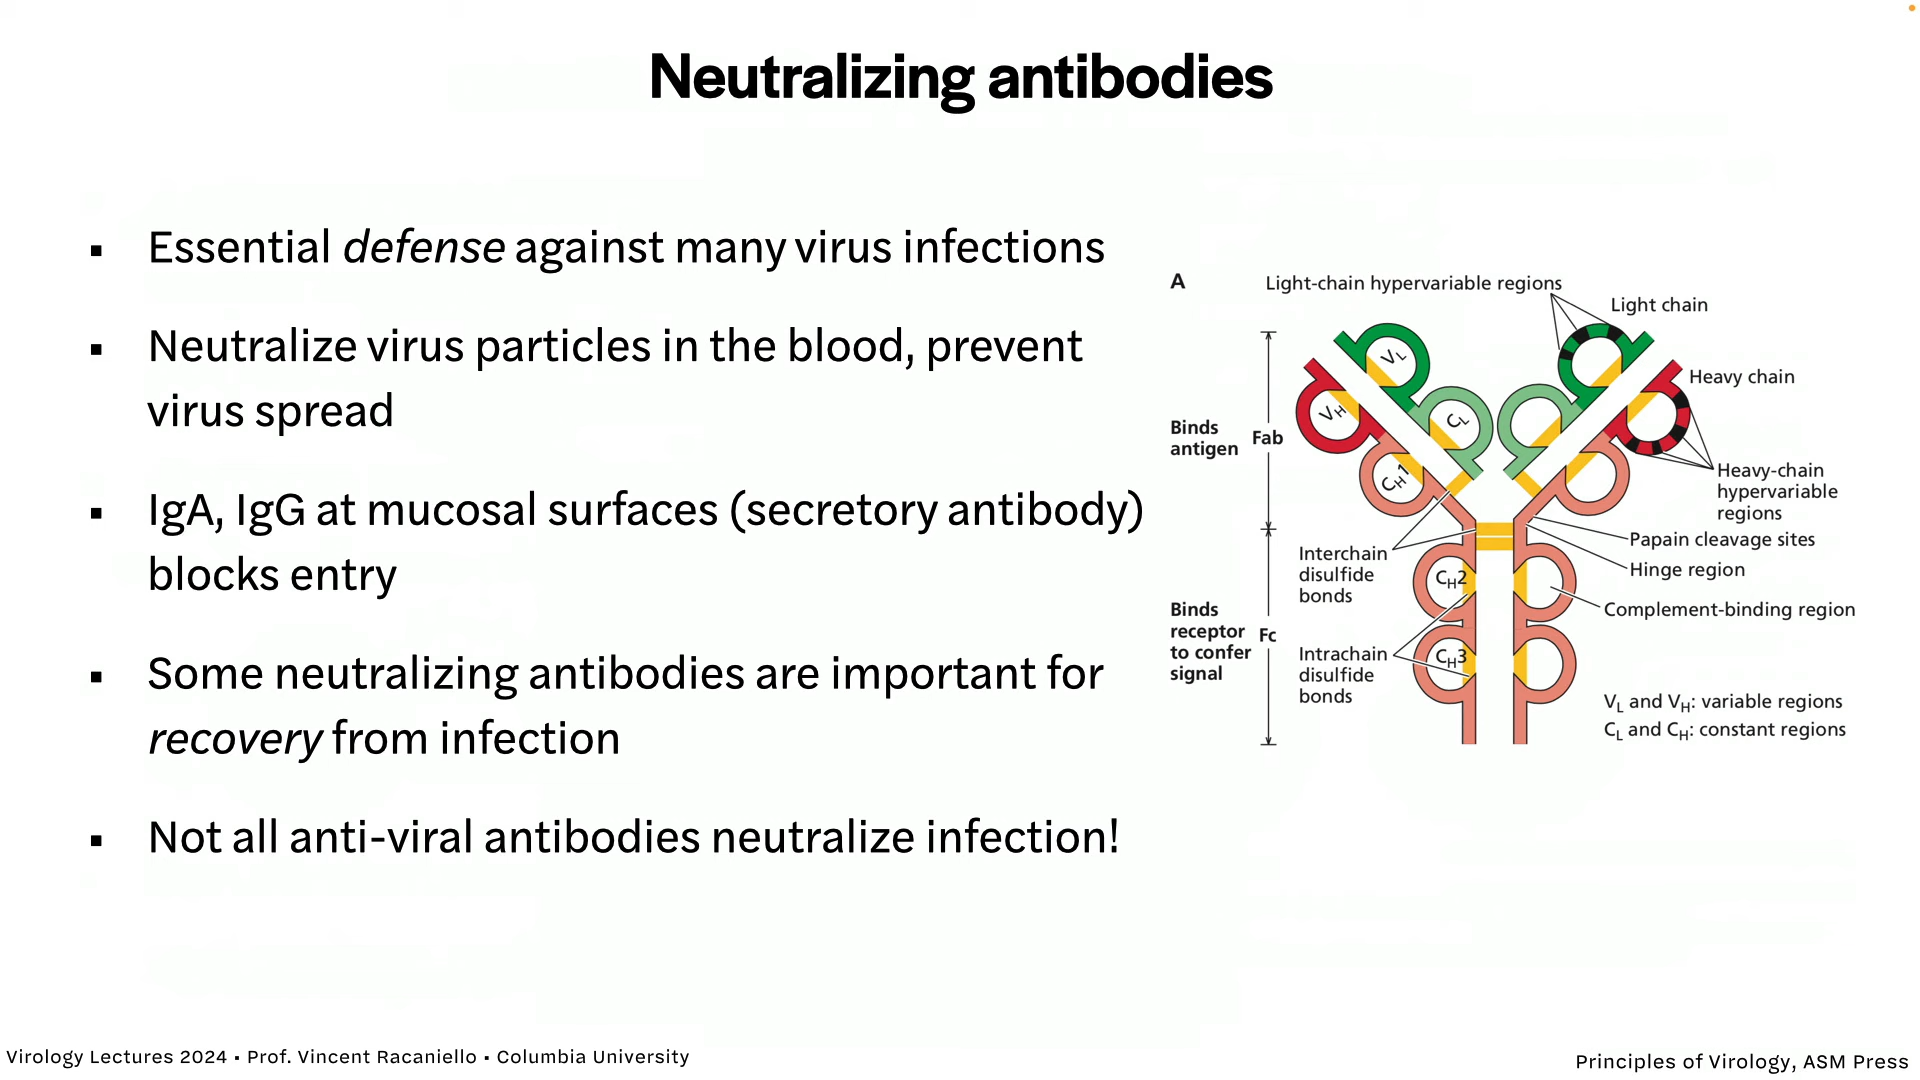 Neutralizing antibodies
▪ Essential defense against many virus infections
▪ Neutralize virus particles in the blood, prevent
virus spread
▪ IgA, IgG at mucosal surfaces (secretory antibody)
blocks entry
▪ Some neutralizing antibodies are important for
recovery from infection
▪ Not all anti-viral antibodies neutralize infection!
A
Light-chain hypervariable regions
Light chain
Heavy chain
VL
VH
CL
CH1
Binds
antigen
Fab
Heavy-chain
hypervariable
regions
Papain cleavage sites
Hinge region
Complement-binding region
Interchain
disulfide
bonds
CH2
Binds
receptor
to confer
signal
Fc
Intrachain
disulfide
bonds
CH3
VL and VH: variable regions
CL and CH: constant regions
Virology Lectures 2024 ▪ Prof. Vincent Racaniello ▪ Columbia University
Principles of Virology, ASM Press